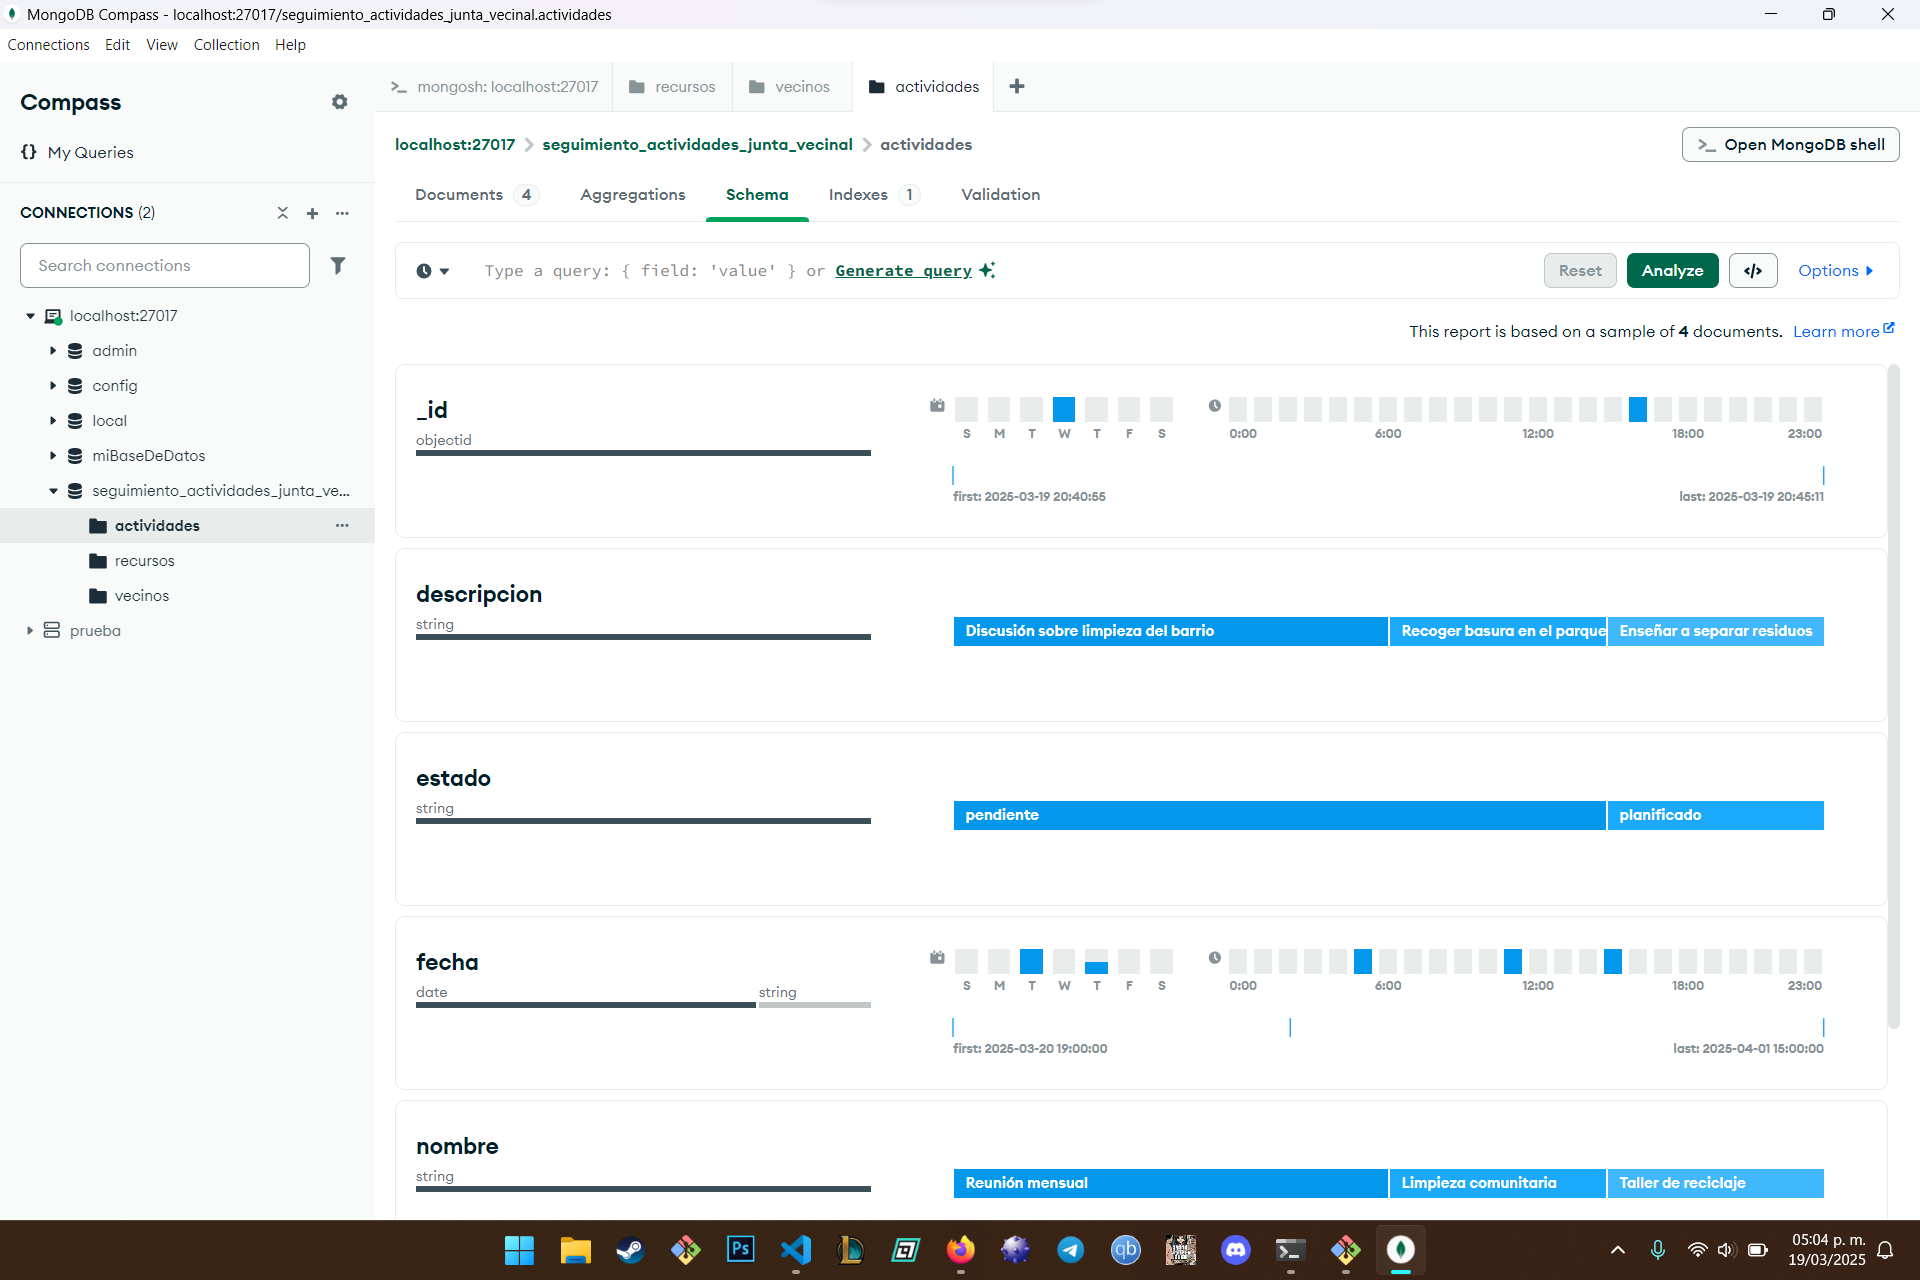 MongoDB Compass - localhost:27017/seguimiento_actividades_junta_vecinal.actividades
Connections Edit View Collection Help
Compass
{} My Queries
CONNECTIONS (2)
Search connections
localhost:27017
admin
config
local
miBaseDeDatos
seguimiento_actividades_junta_ve...
actividades
recursos
vecinos
prueba
>_ mongosh: localhost:27017 recursos vecinos actividades
localhost:27017 > seguimiento_actividades_junta_vecinal > actividades
>_ Open MongoDB shell
Documents 4 Aggregations Schema Indexes 1 Validation
Type a query: { field: 'value' } or Generate query
Reset Analyze </> Options
This report is based on a sample of 4 documents. Learn more
_id
objectid
S M T W T F S
0:00 6:00 12:00 18:00 23:00
first: 2025-03-19 20:40:55 last: 2025-03-19 20:45:11
descripcion
string
Discusión sobre limpieza del barrio Recoger basura en el parque Enseñar a separar residuos
estado
string
pendiente planificado
fecha
date string
S M T W T F S
0:00 6:00 12:00 18:00 23:00
first: 2025-03-20 19:00:00 last: 2025-04-01 15:00:00
nombre
string
Reunión mensual Limpieza comunitaria Taller de reciclaje
Ps
qb
05:04 p. m.
19/03/2025